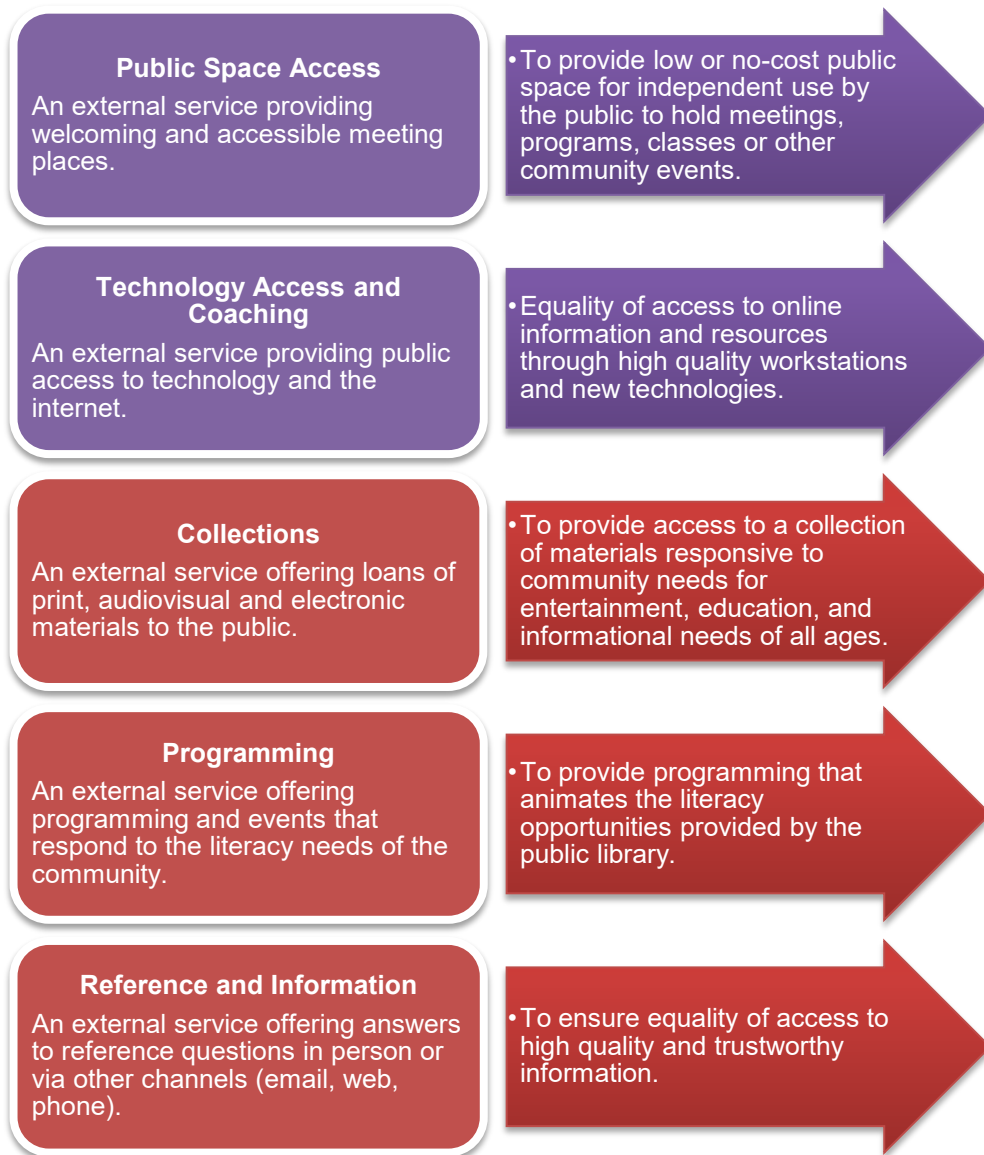 Public Space Access
An external service providing
welcoming and accessible meeting
places.
•To provide low or no-cost public
space for independent use by
the public to hold meetings,
programs, classes or other
community events.
Technology Access and
Coaching
An external service providing public
access to technology and the
internet.
•Equality of access to online
information and resources
through high quality workstations
and new technologies.
Collections
An external service offering loans of
print, audiovisual and electronic
materials to the public.
•To provide access to a collection
of materials responsive to
community needs for
entertainment, education, and
informational needs of all ages.
Programming
An external service offering
programming and events that
respond to the literacy needs of the
community.
•To provide programming that
animates the literacy
opportunities provided by the
public library.
Reference and Information
An external service offering answers
to reference questions in person or
via other channels (email, web,
phone).
•To ensure equality of access to
high quality and trustworthy
information.